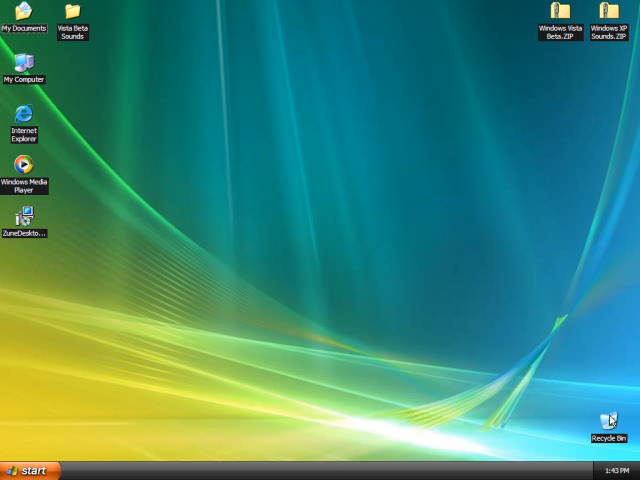 My Documents
Vista Beta
Sounds
Windows Vista
Beta.ZIP
Windows XP
Sounds.ZIP
My Computer
Internet
Explorer
Windows Media
Player
ZuneDeskto...
Recycle Bin
start
1:43 PM